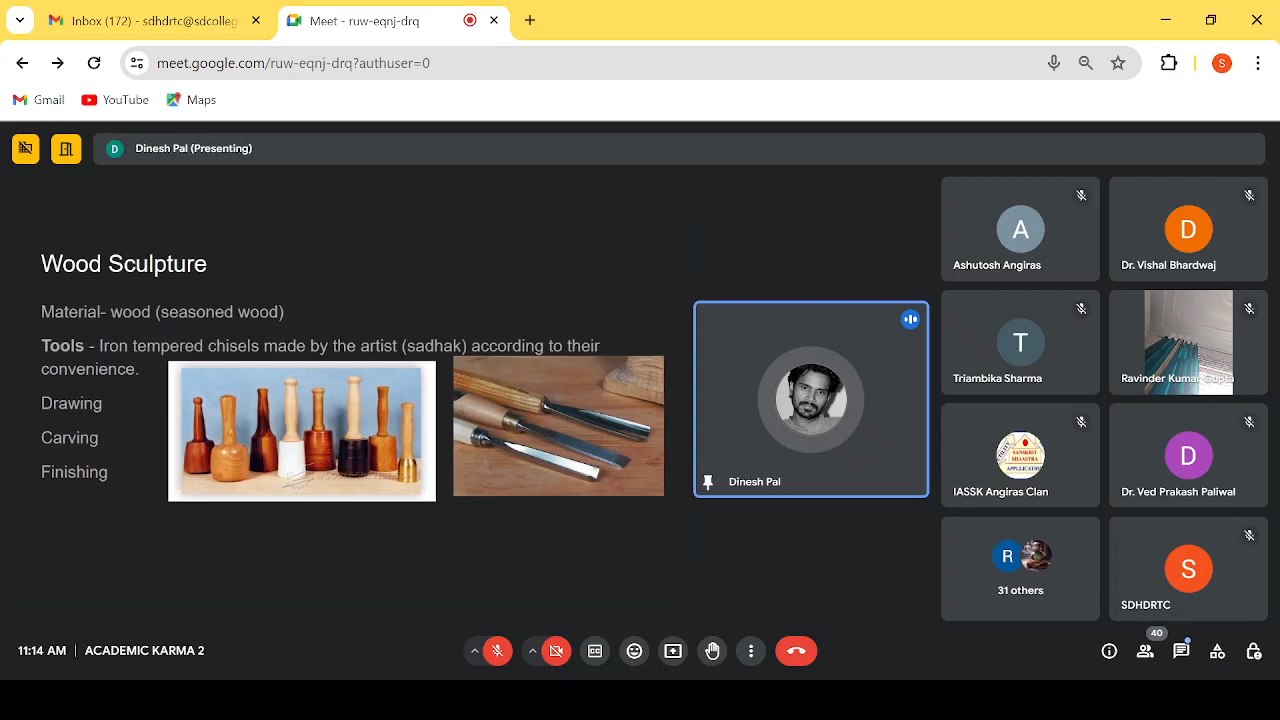 Inbox (172) - sdhdrtc@sdcolleg
Meet - ruw-eqnj-drq
meet.google.com/ruw-eqnj-drq?authuser=0
S
Gmail
YouTube
Maps
D
Dinesh Pal (Presenting)
Wood Sculpture
Material- wood (seasoned wood)
Tools - Iron tempered chisels made by the artist (sadhak) according to their
convenience.
Drawing
Carving
Finishing
Dinesh Pal
A
Ashutosh Angiras
D
Dr. Vishal Bhardwaj
T
Triambika Sharma
Ravinder Kumar Gupta
SANSKRIT
SHAASTRA
IASSK Angiras Clan
D
Dr. Ved Prakash Paliwal
R
31 others
S
SDHDRTC
11:14 AM
ACADEMIC KARMA 2
CC
40